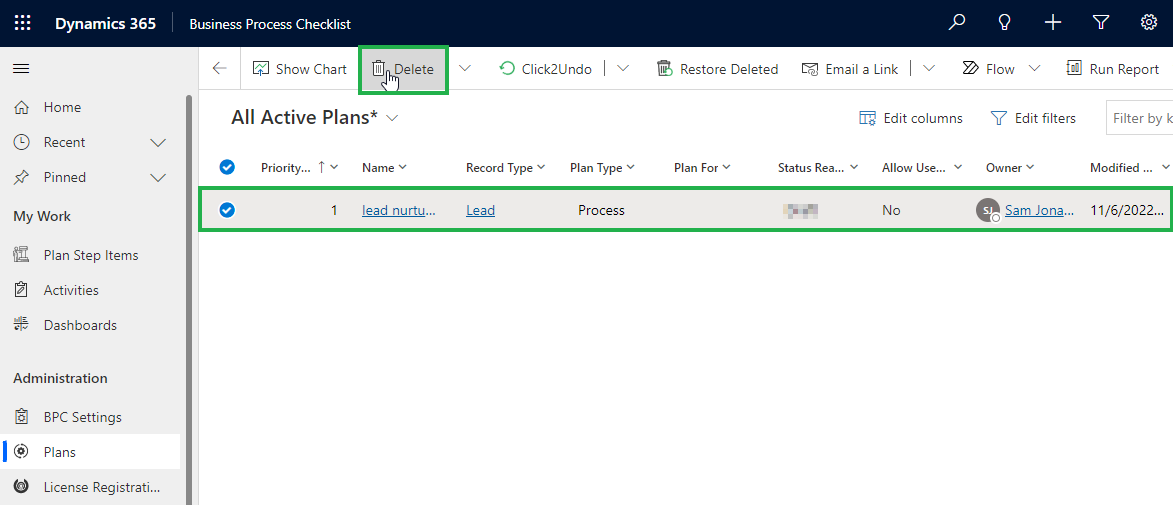 Dynamics 365 Business Process Checklist
Show Chart Delete Click2Undo Restore Deleted Email a Link Flow Run Report
Home
Recent
Pinned
My Work
Plan Step Items
Activities
Dashboards
Administration
BPC Settings
Plans
License Registrati...
All Active Plans* Edit columns Edit filters Filter by k
Priority... Name Record Type Plan Type Plan For Status Rea... Allow Use... Owner Modified ...
1 lead nurtu... Lead Process No SJ Sam Jona... 11/6/2022...